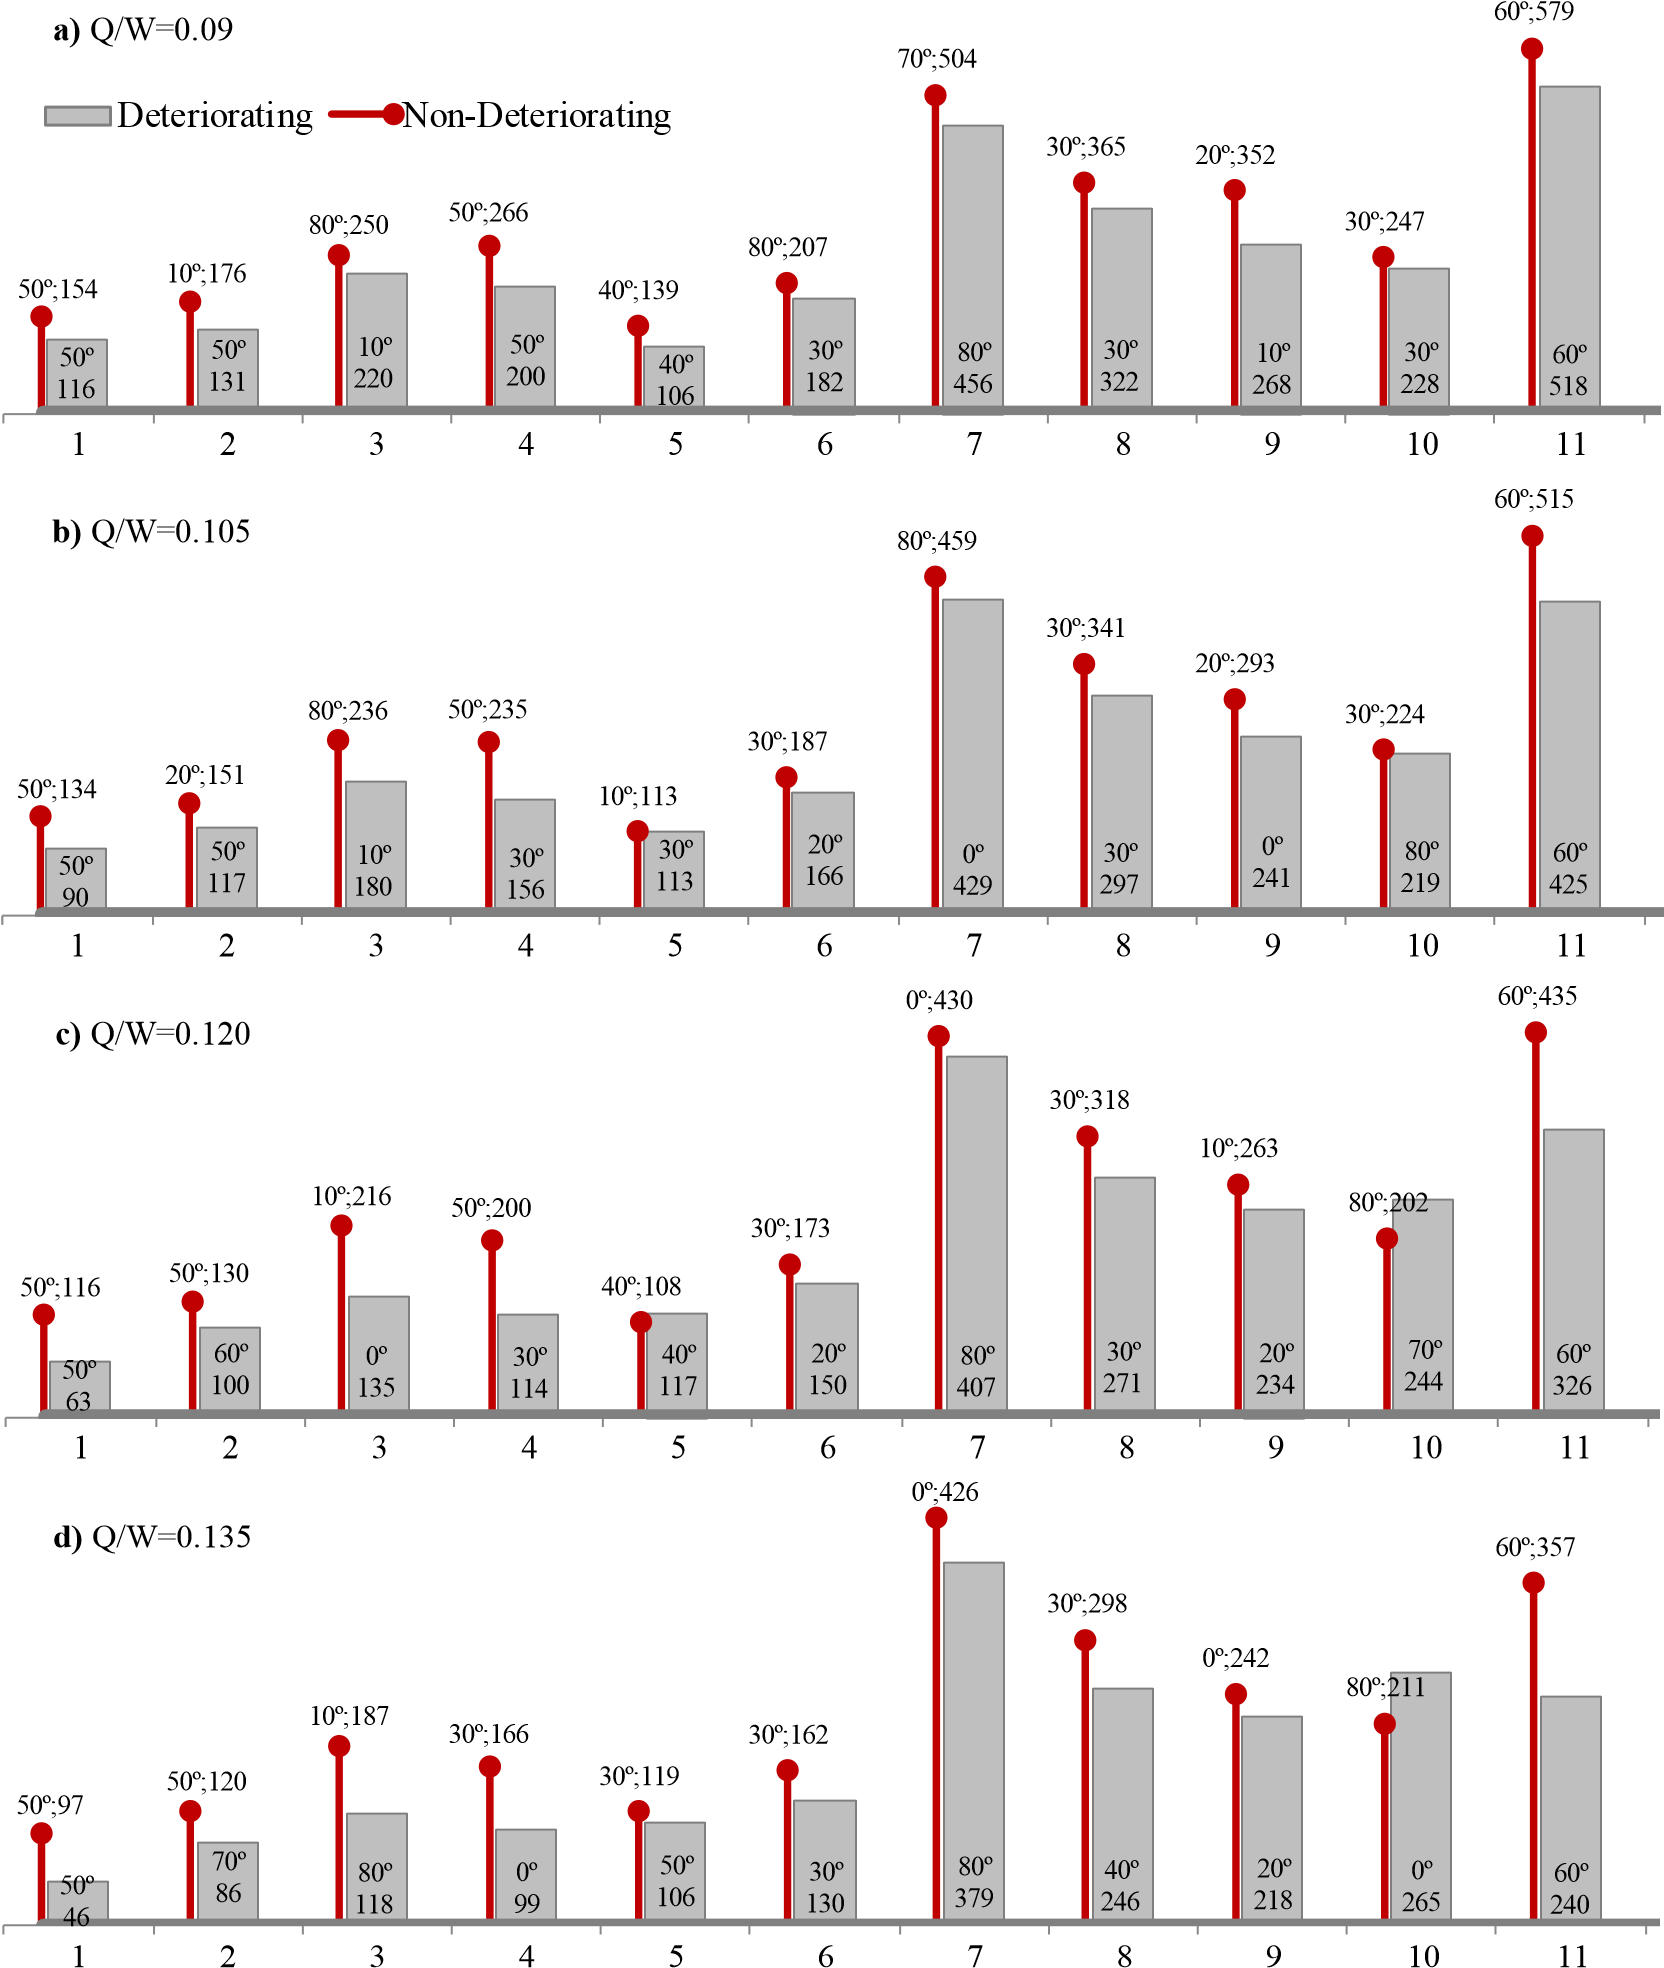 a) Q/W=0.09
Deteriorating Non-Deteriorating
50º;154 10º;176 80º;250 50º;266 40º;139 80º;207 70º;504 30º;365 20º;352 30º;247 60º;579
50º 50º 10º 50º 40º 30º 80º 30º 10º 30º 60º
116 131 220 200 106 182 456 322 268 228 518
1 2 3 4 5 6 7 8 9 10 11
b) Q/W=0.105
50º;134 20º;151 80º;236 50º;235 10º;113 30º;187 80º;459 30º;341 20º;293 30º;224 60º;515
50º 50º 10º 30º 30º 20º 0º 30º 0º 80º 60º
90 117 180 156 113 166 429 297 241 219 425
1 2 3 4 5 6 7 8 9 10 11
c) Q/W=0.120
50º;116 50º;130 10º;216 50º;200 40º;108 30º;173 0º;430 30º;318 10º;263 80º;202 60º;435
50º 60º 0º 30º 40º 20º 80º 30º 20º 70º 60º
63 100 135 114 117 150 407 271 234 244 326
1 2 3 4 5 6 7 8 9 10 11
d) Q/W=0.135
50º;97 50º;120 10º;187 30º;166 30º;119 30º;162 0º;426 30º;298 0º;242 80º;211 60º;357
50º 70º 80º 0º 50º 30º 80º 40º 20º 0º 60º
46 86 118 99 106 130 379 246 218 265 240
1 2 3 4 5 6 7 8 9 10 11